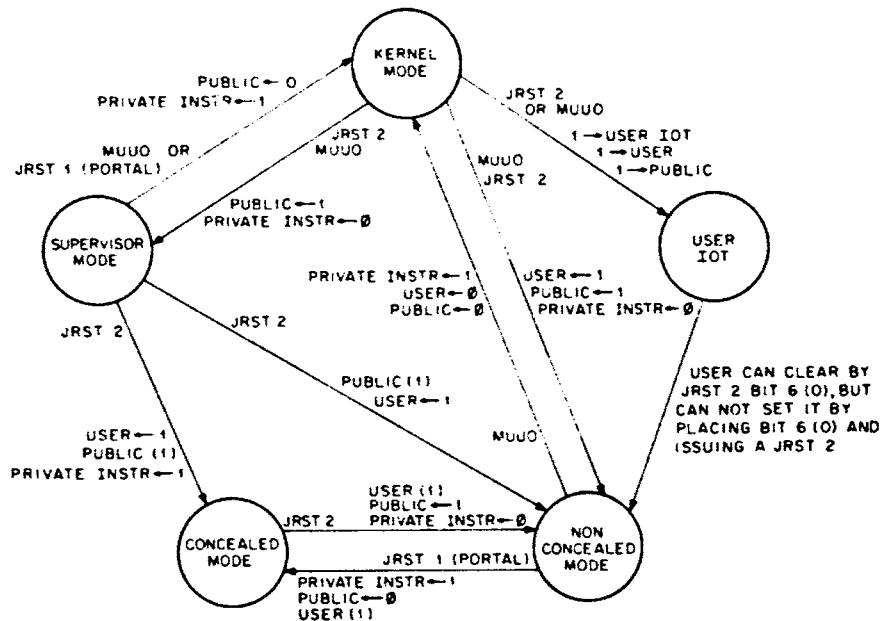 KERNEL
MODE
PUBLIC ← 0
PRIVATE INSTR ← 1
MUUO OR
JRST 1 (PORTAL)
JRST 2
MUUO
PUBLIC ← 1
PRIVATE INSTR ← Ø
JRST 2
OR MUUO
1 → USER IOT
1 → USER
1 → PUBLIC
MUUO
JRST 2
SUPERVISOR
MODE
USER
IOT
PRIVATE INSTR ← 1
USER ← Ø
PUBLIC ← Ø
USER ← 1
PUBLIC ← 1
PRIVATE INSTR ← Ø
JRST 2
JRST 2
PUBLIC (1)
USER ← 1
USER CAN CLEAR BY
JRST 2 BIT 6 (0), BUT
CAN NOT SET IT BY
PLACING BIT 6 (0) AND
ISSUING A JRST 2
MUUO
USER ← 1
PUBLIC (1)
PRIVATE INSTR ← 1
CONCEALED
MODE
JRST 2
USER (1)
PUBLIC ← 1
PRIVATE INSTR ← Ø
NON
CONCEALED
MODE
JRST 1 (PORTAL)
PRIVATE INSTR ← 1
PUBLIC ← Ø
USER (1)